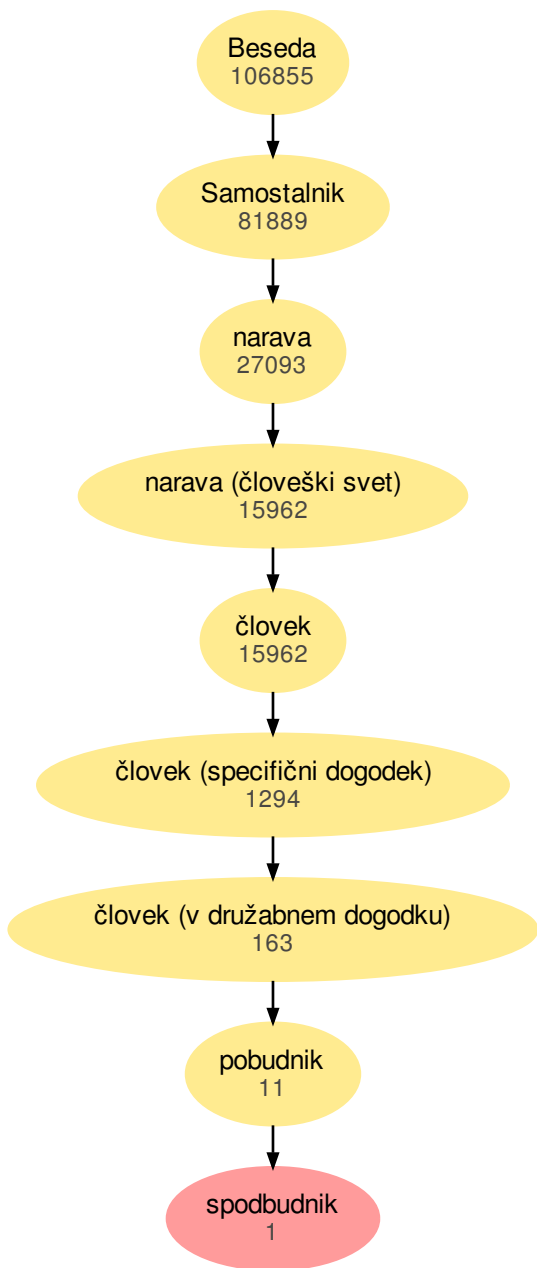 Beseda
106855
Samostalnik
81889
narava
27093
narava (človeški svet)
15962
človek
15962
človek (specifični dogodek)
1294
človek (v družabnem dogodku)
163
pobudnik
11
spodbudnik
1